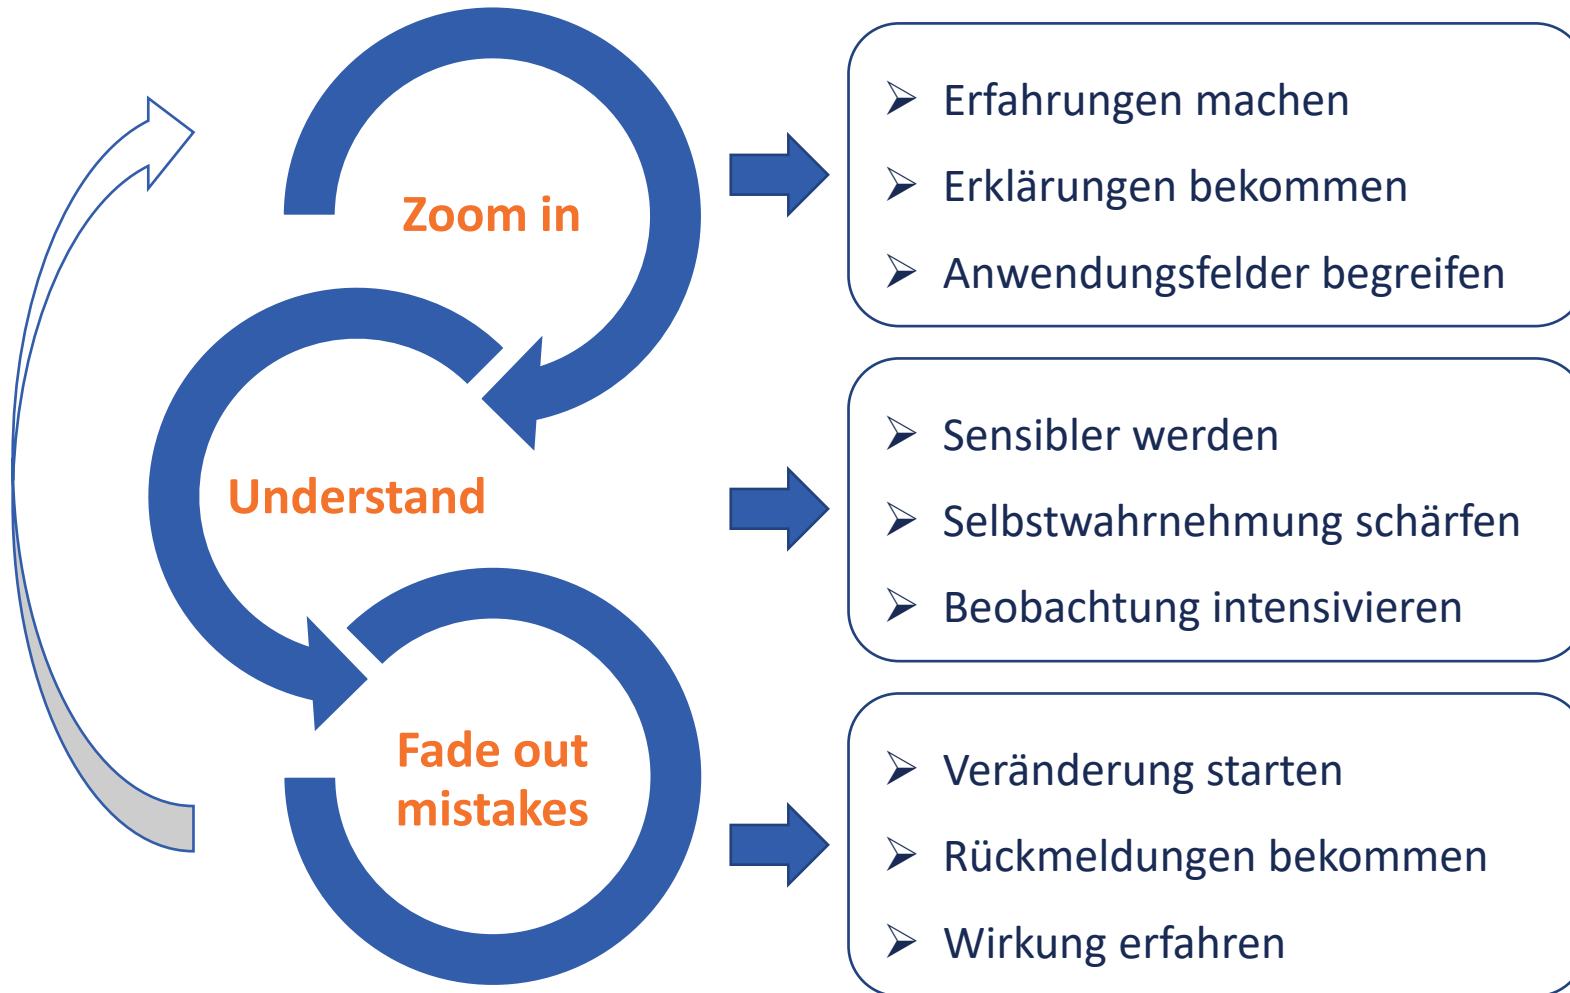 Zoom in
➢ Erfahrungen machen
➢ Erklärungen bekommen
➢ Anwendungsfelder begreifen
Understand
➢ Sensibler werden
➢ Selbstwahrnehmung schärfen
➢ Beobachtung intensivieren
Fade out
mistakes
➢ Veränderung starten
➢ Rückmeldungen bekommen
➢ Wirkung erfahren